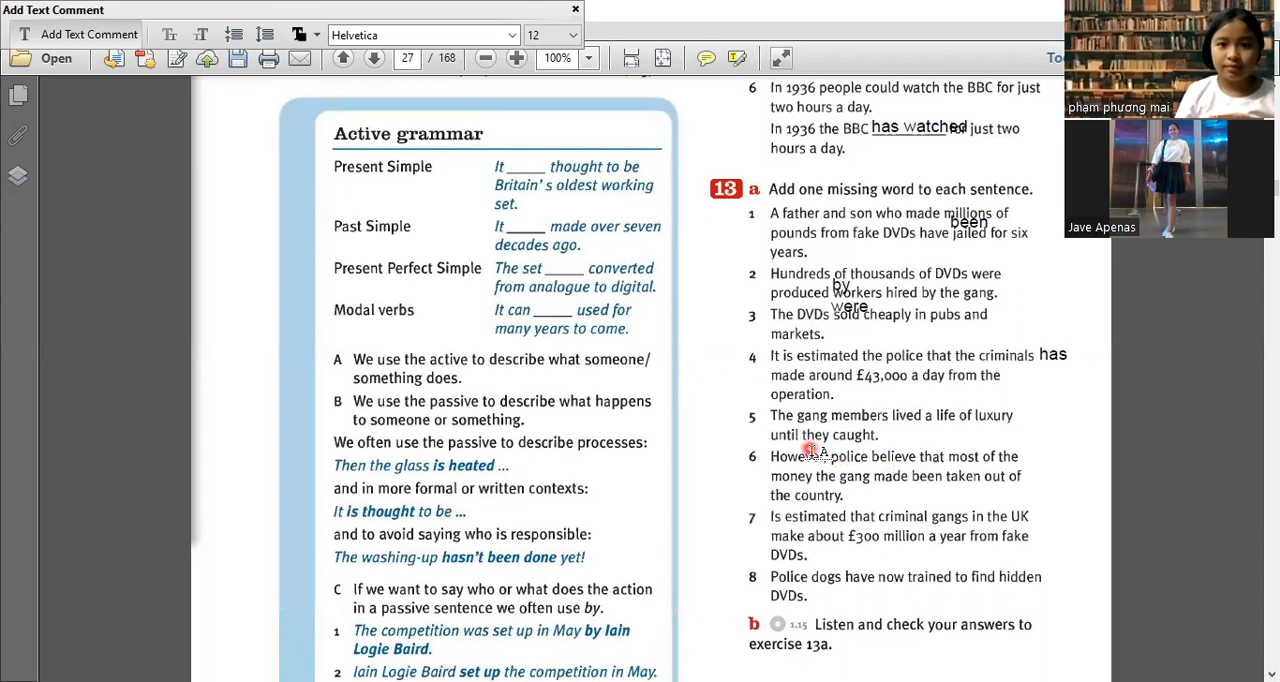 Add Text Comment
Add Text Comment
Helvetica
12
Open
27 / 168
100%
Active grammar
Present Simple It _____ thought to be
Britain's oldest working
set.
Past Simple It _____ made over seven
decades ago.
Present Perfect Simple The set _____ converted
from analogue to digital.
Modal verbs It can _____ used for
many years to come.
A We use the active to describe what someone/
something does.
B We use the passive to describe what happens
to someone or something.
We often use the passive to describe processes:
Then the glass is heated ...
and in more formal or written contexts:
It is thought to be ...
and to avoid saying who is responsible:
The washing-up hasn't been done yet!
C If we want to say who or what does the action
in a passive sentence we often use by.
1 The competition was set up in May by Iain
Logie Baird.
2 Iain Logie Baird set up the competition in May.
6 In 1936 people could watch the BBC for just
two hours a day.
In 1936 the BBC has watched for just two
hours a day.
13 a Add one missing word to each sentence.
1 A father and son who made millions of
been
pounds from fake DVDs have jailed for six
years.
2 Hundreds of thousands of DVDs were
by
produced workers hired by the gang.
were
3 The DVDs sold cheaply in pubs and
markets.
4 It is estimated the police that the criminals has
made around £43,000 a day from the
operation.
5 The gang members lived a life of luxury
until they caught.
6 However, police believe that most of the
money the gang made been taken out of
the country.
7 Is estimated that criminal gangs in the UK
make about £300 million a year from fake
DVDs.
8 Police dogs have now trained to find hidden
DVDs.
b 1.15 Listen and check your answers to
exercise 13a.
To
phạm phương mai
Jave Apenas